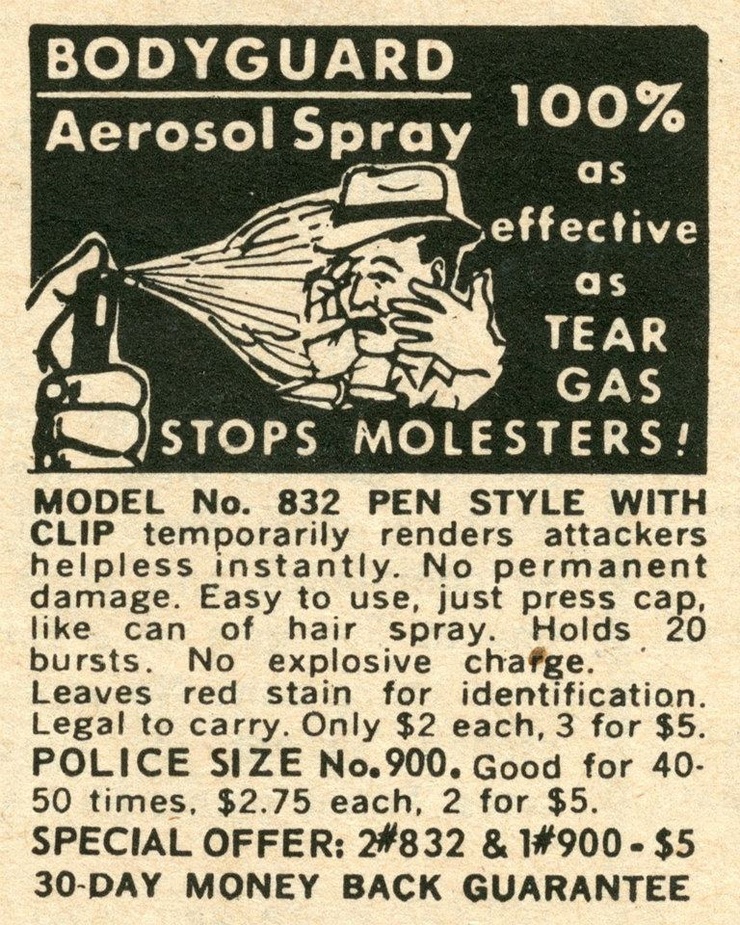 BODYGUARD
Aerosol Spray
100%
as
effective
as
TEAR
GAS
STOPS MOLESTERS!
MODEL No. 832 PEN STYLE WITH
CLIP temporarily renders attackers
helpless instantly. No permanent
damage. Easy to use, just press cap,
like can of hair spray. Holds 20
bursts. No explosive charge.
Leaves red stain for identification.
Legal to carry. Only $2 each, 3 for $5.
POLICE SIZE No. 900. Good for 40-
50 times, $2.75 each, 2 for $5.
SPECIAL OFFER: 2#832 & 1#900 - $5
30-DAY MONEY BACK GUARANTEE